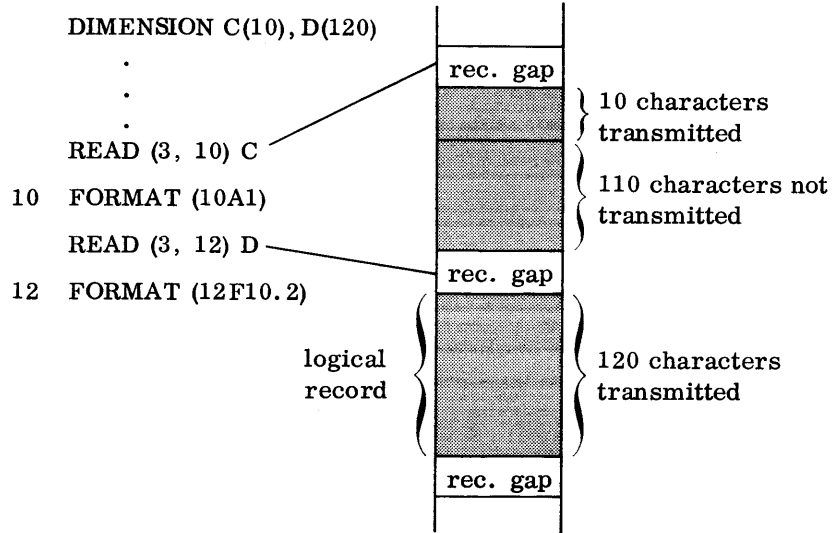 DIMENSION C(10), D(120)
.
.
.
READ (3, 10) C
10 FORMAT (10A1)
READ (3, 12) D
12 FORMAT (12F10.2)
rec. gap
10 characters
transmitted
110 characters not
transmitted
rec. gap
logical
record
120 characters
transmitted
rec. gap